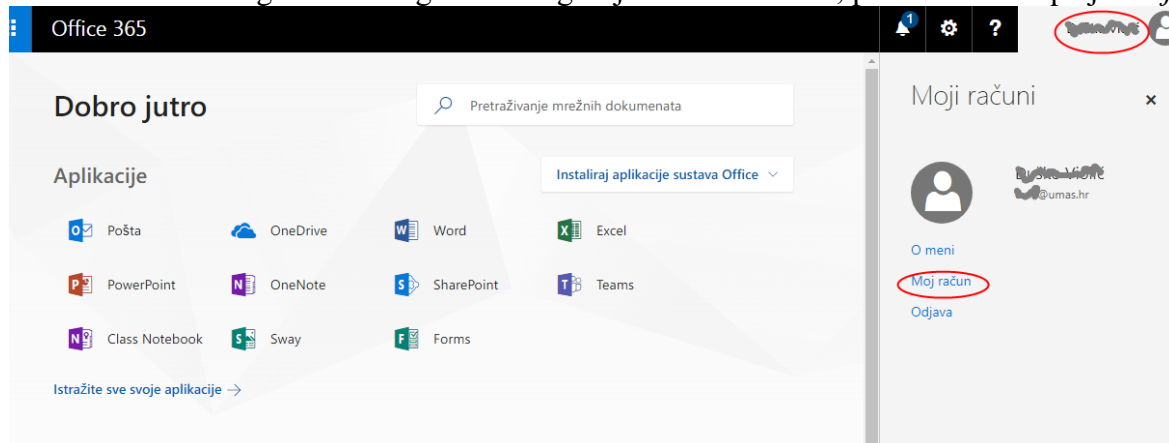 Office 365
1
?
Dobro jutro
Pretraživanje mrežnih dokumenata
Aplikacije
Instaliraj aplikacije sustava Office
Pošta
OneDrive
Word
Excel
PowerPoint
OneNote
SharePoint
Teams
Class Notebook
Sway
Forms
Istražite sve svoje aplikacije →
Moji računi
×
@umas.hr
O meni
Moj račun
Odjava